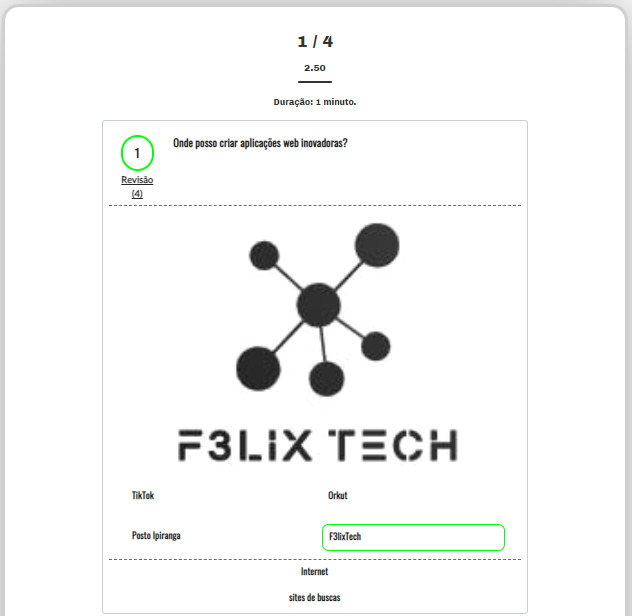 1 / 4
2.50
Duração: 1 minuto.
1
Onde posso criar aplicações web inovadoras?
Revisão
(4)
F3LIX TECH
TikTok
Orkut
Posto Ipiranga
F3lixTech
Internet
sites de buscas